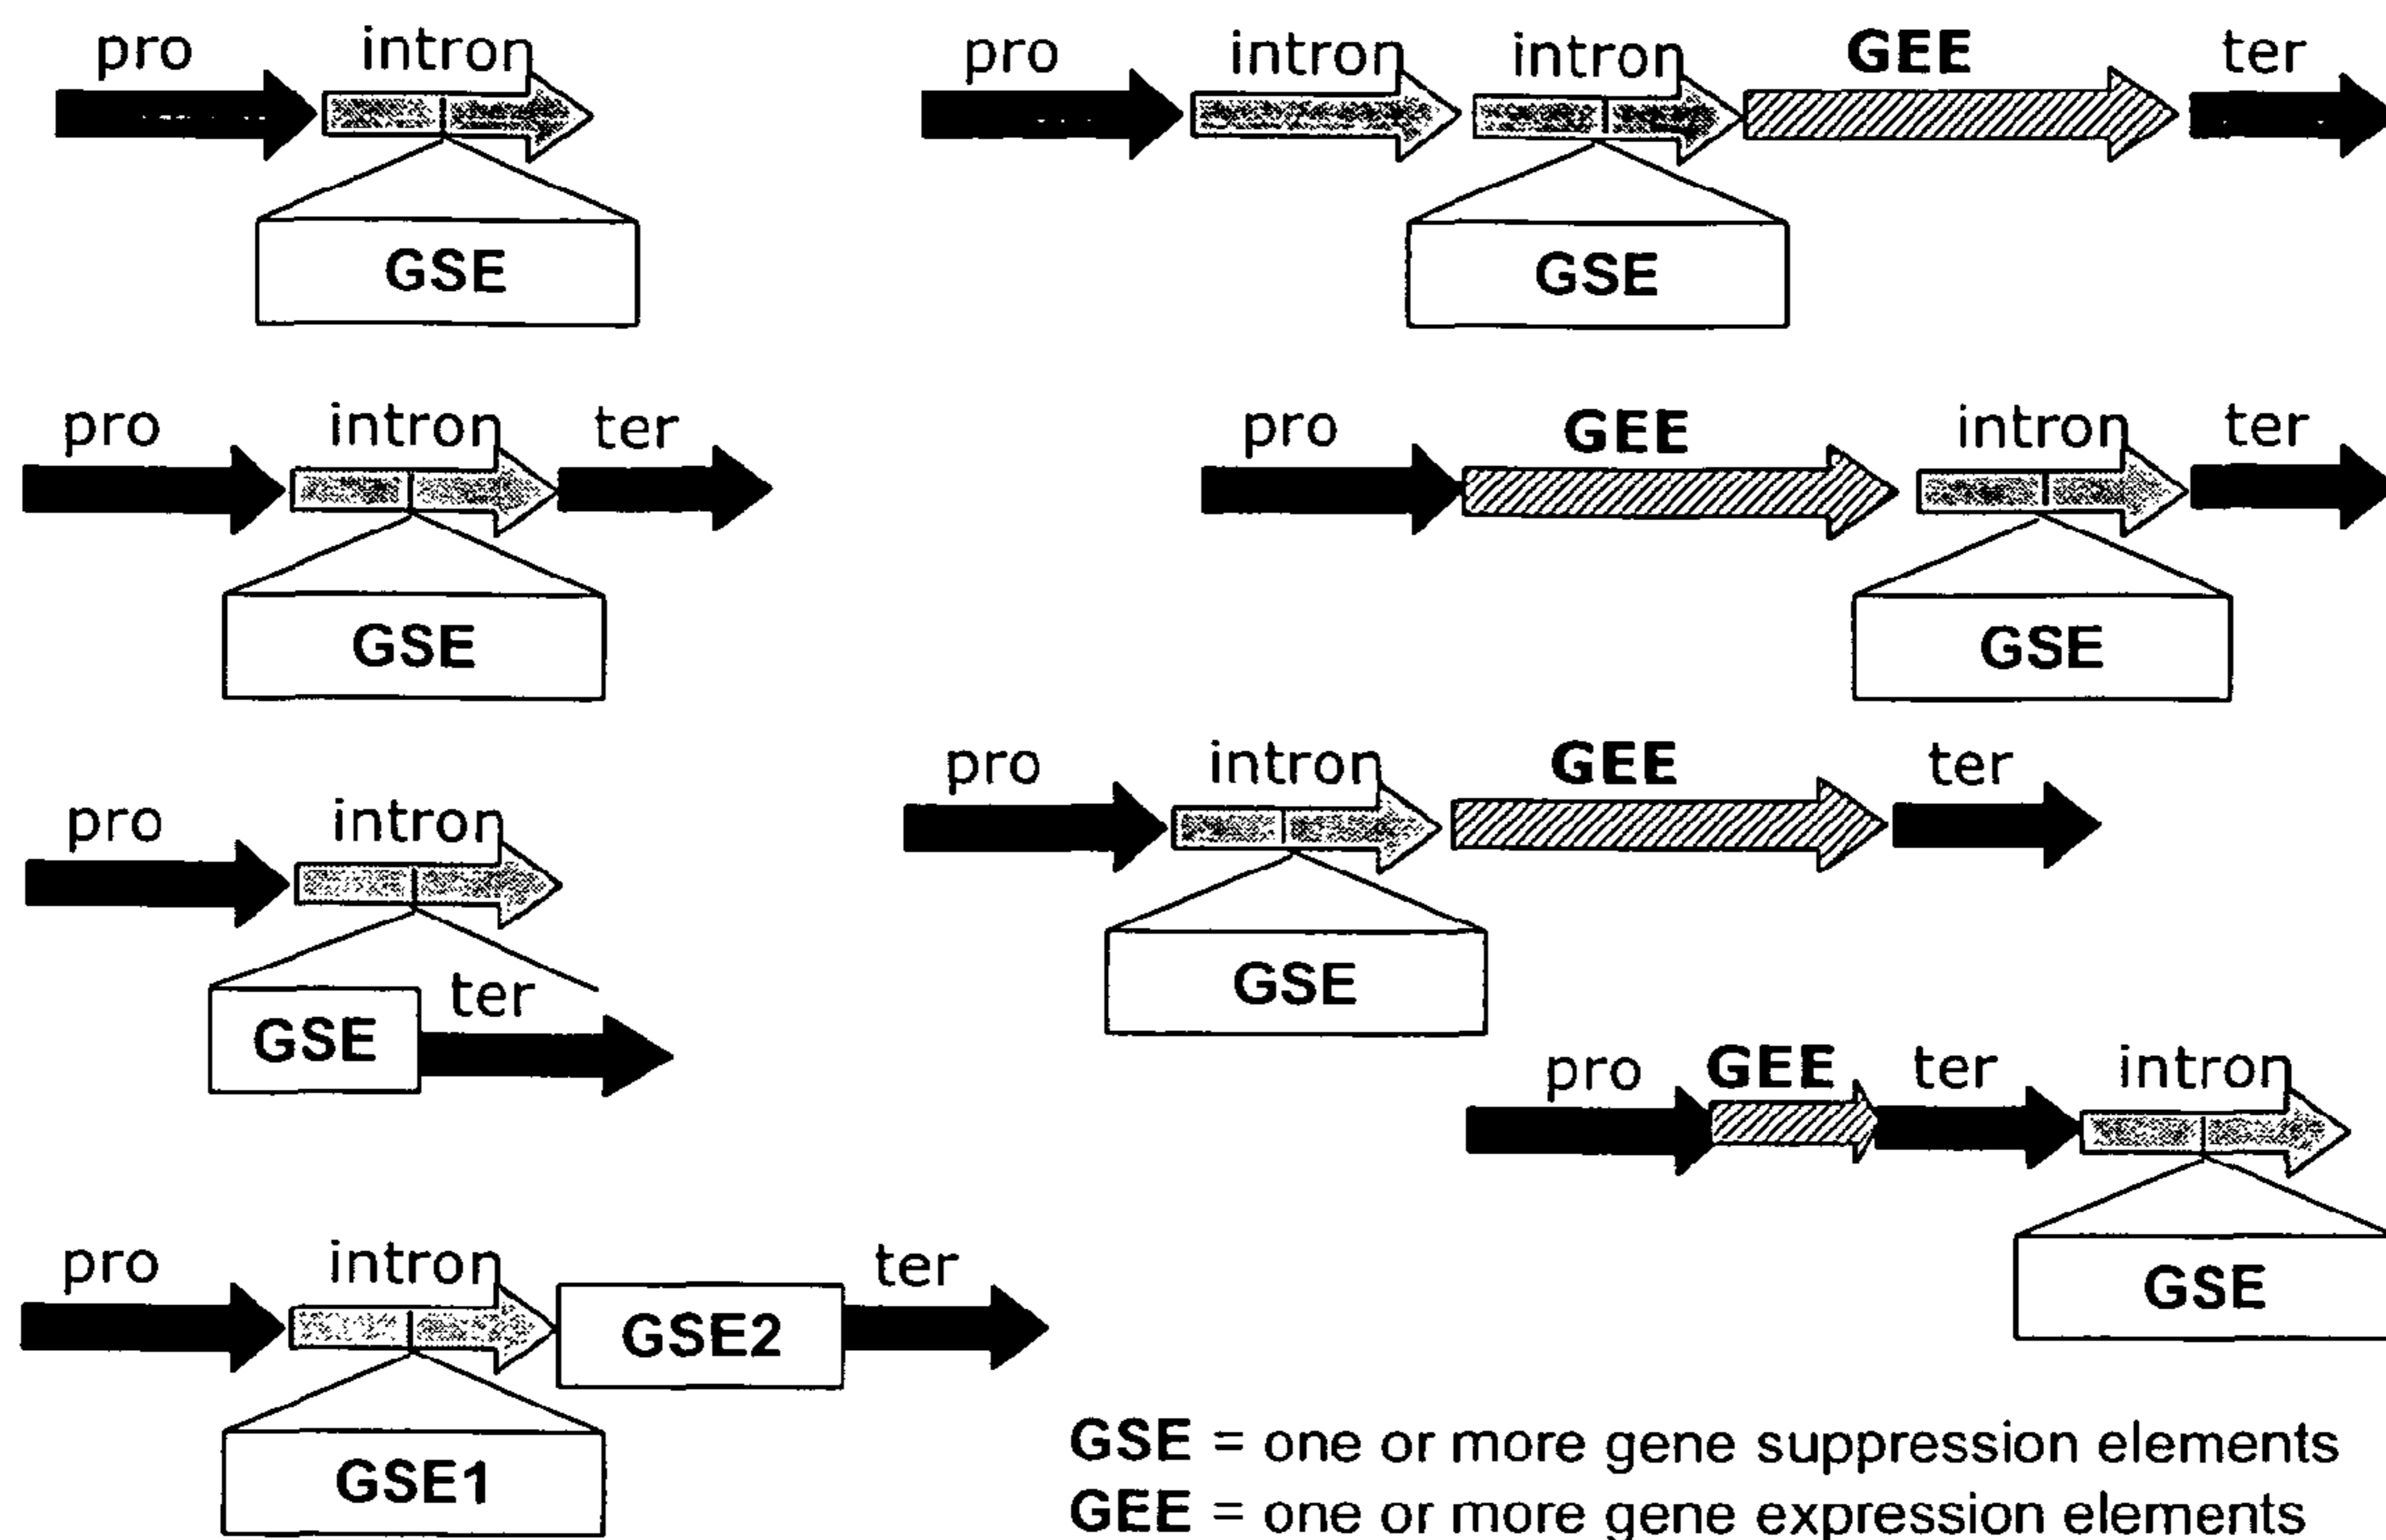 pro intron
GSE
pro intron intron GEE ter
GSE
pro intron ter
GSE
pro GEE intron ter
GSE
pro intron
GSE ter
pro intron GEE ter
GSE
pro GEE ter intron
GSE
pro intron GSE2 ter
GSE1
GSE = one or more gene suppression elements
GEE = one or more gene expression elements